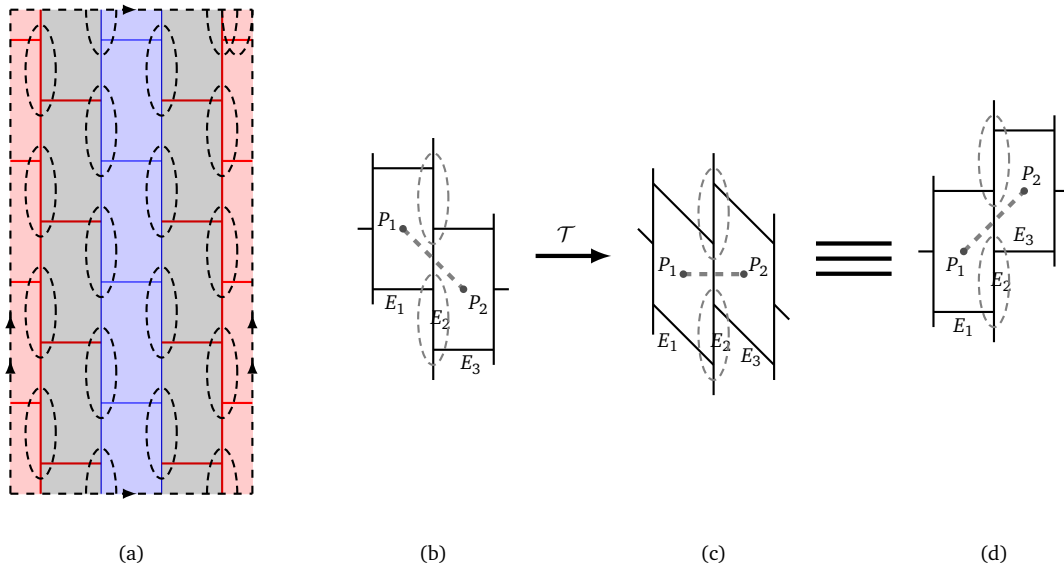 P₁
P₂
E₁
E₂
E₃
𝒯
P₁
P₂
E₁
E₂
E₃
P₂
P₁
E₃
E₂
E₁
(a)
(b)
(c)
(d)